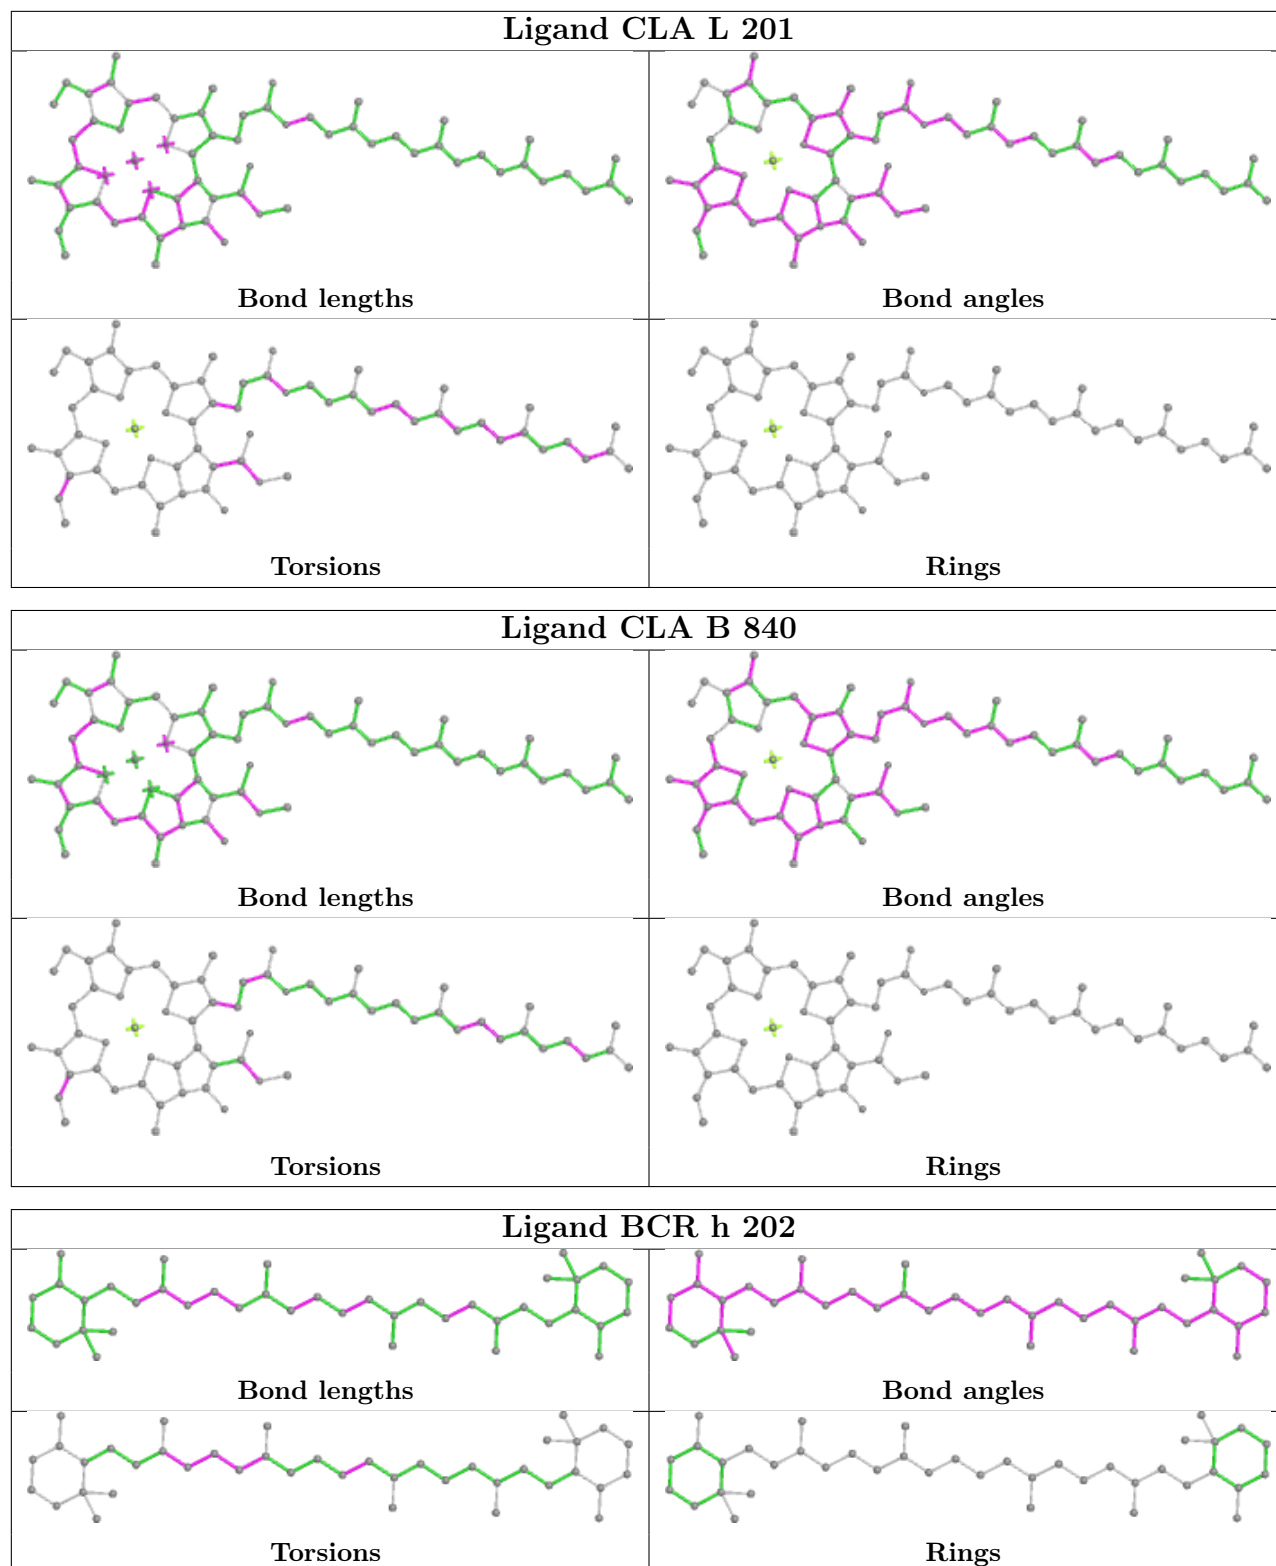 Ligand CLA L 201
Bond lengths
Bond angles
Torsions
Rings
Ligand CLA B 840
Bond lengths
Bond angles
Torsions
Rings
Ligand BCR h 202
Bond lengths
Bond angles
Torsions
Rings